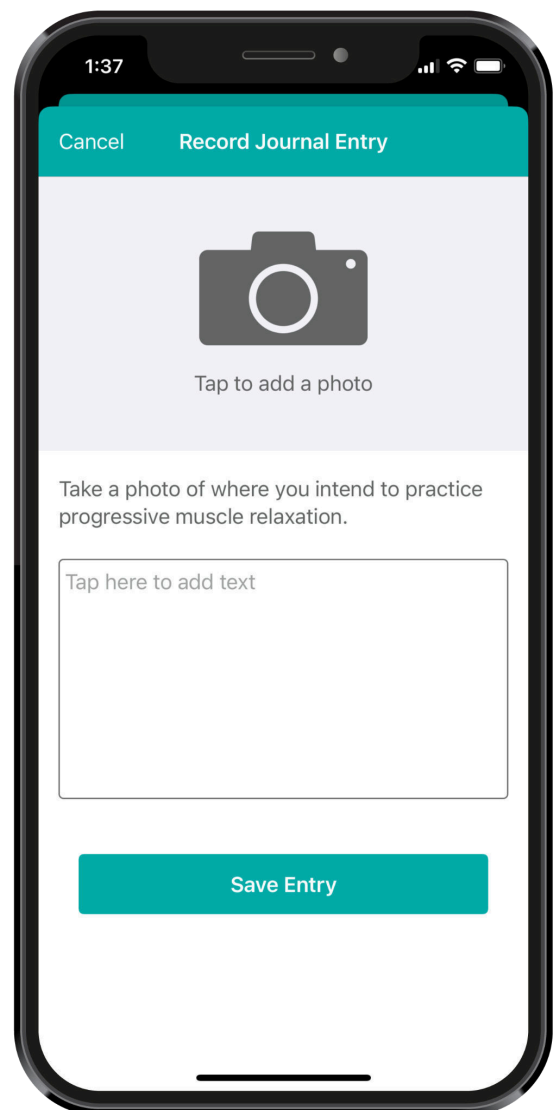 1:37
Cancel Record Journal Entry
Tap to add a photo
Take a photo of where you intend to practice
progressive muscle relaxation.
Tap here to add text
Save Entry